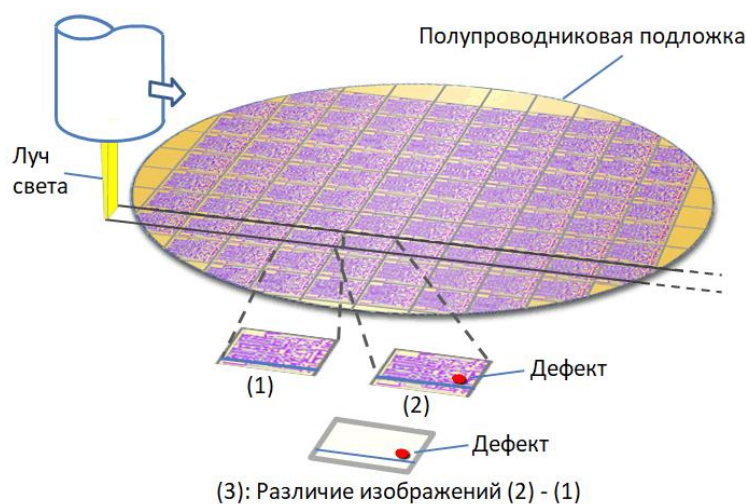 Полупроводниковая подложка
Луч
света
(1)
(2)
Дефект
Дефект
(3): Различие изображений (2) - (1)